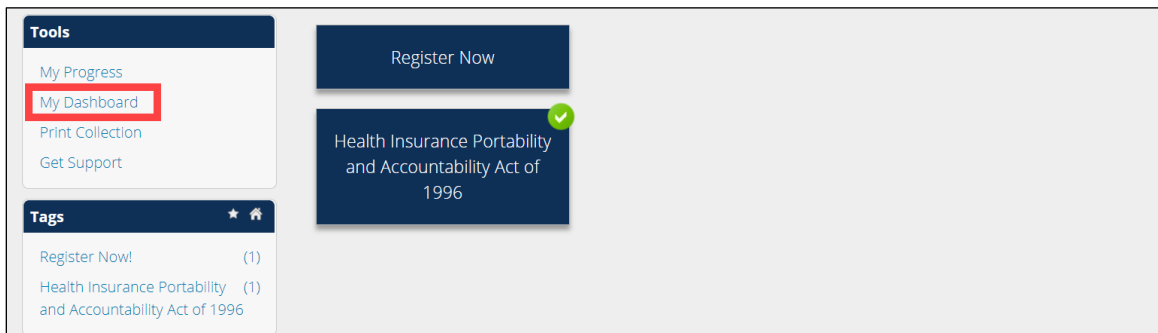 Tools
My Progress
My Dashboard
Print Collection
Get Support
Tags
Register Now! (1)
Health Insurance Portability (1)
and Accountability Act of 1996
Register Now
Health Insurance Portability
and Accountability Act of
1996